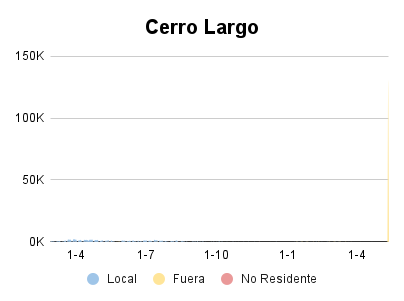 Cerro Largo
150K
100K
50K
0K
1-4 1-7 1-10 1-1 1-4
Local Fuera No Residente